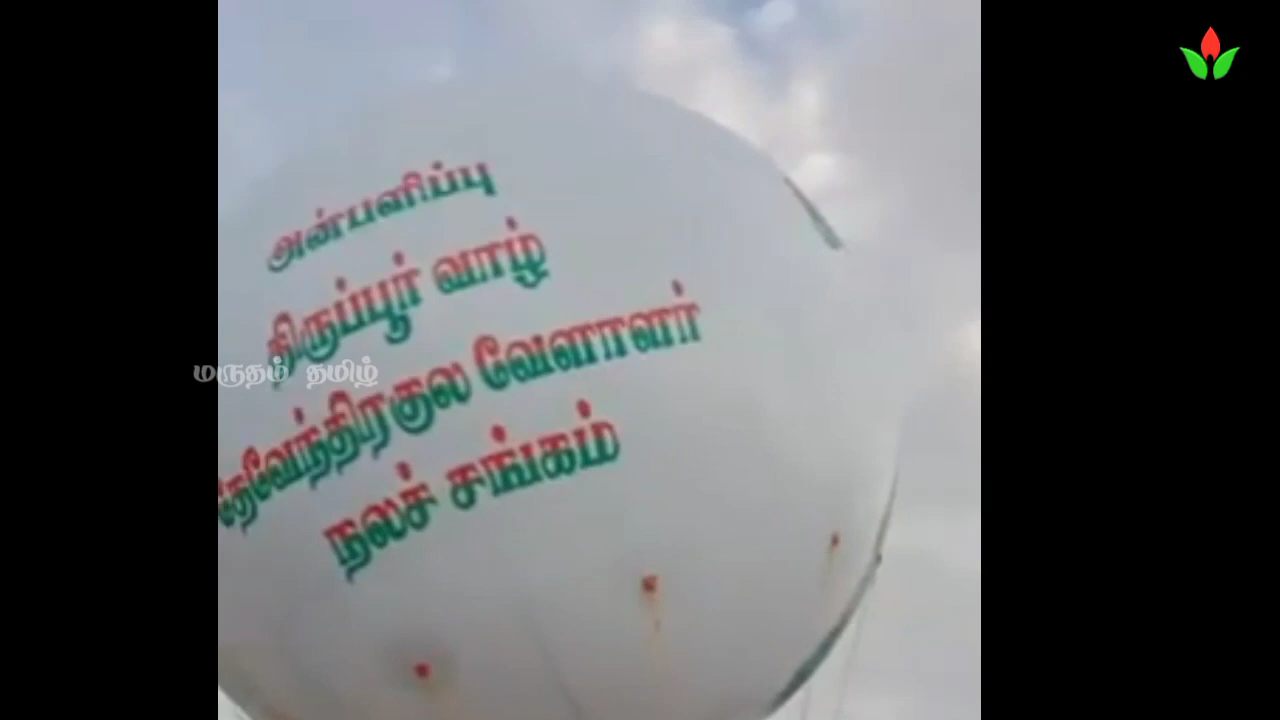 அன்பளிப்பு
திருப்பூர் வாழ்
தேவேந்திரகுல வேளாளர்
நலச் சங்கம்
மருதம் தமிழ்